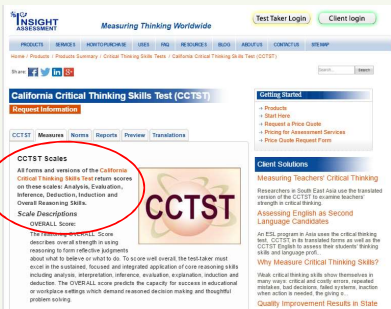 INSIGHT
ASSESSMENT
Measuring Thinking Worldwide
Test Taker Login
Client login
PRODUCTS SERVICES HOW TO PURCHASE USES FAQ RESOURCES BLOG ABOUT US CONTACT US SITE MAP
Home / Products / Products Summary / Critical Thinking Skills Tests / California Critical Thinking Skills Test (CCTST)
Share
Search...
Search
California Critical Thinking Skills Test (CCTST)
Request Information
CCTST Measures Norms Reports Preview Translations
CCTST Scales
All forms and versions of the California
Critical Thinking Skills Test return scores
on these scales: Analysis, Evaluation,
Inference, Deduction, Induction and
Overall Reasoning Skills.
Scale Descriptions
OVERALL Score:
The reasoning OVERALL Score
describes overall strength in using
reasoning to form reflective judgments
about what to believe or what to do. To score well overall, the test-taker must
excel in the sustained, focused and integrated application of core reasoning skills
including analysis, interpretation, inference, evaluation, explanation, induction and
deduction. The OVERALL score predicts the capacity for success in educational
or workplace settings which demand reasoned decision making and thoughtful
problem solving.
CCTST
Getting Started
Products
Start Here
Request a Price Quote
Pricing for Assessment Services
Price Quote Request Form
Client Solutions
Measuring Teachers' Critical Thinking
Researchers in South East Asia use the translated
version of the CCTST to examine teachers'
strength in critical thinking.
Assessing English as Second
Language Candidates
An ESL program in Asia uses the critical thinking
test, CCTST, in its translated forms as well as the
CCTST English to assess their students' thinking
skills and language profi...
Why Measure Critical Thinking Skills?
Weak critical thinking skills show themselves in
many ways: critical and costly errors, repeated
mistakes, bad decisions, failed systems, inaction
when action is needed, the giving o...
Quality Improvement Results in State